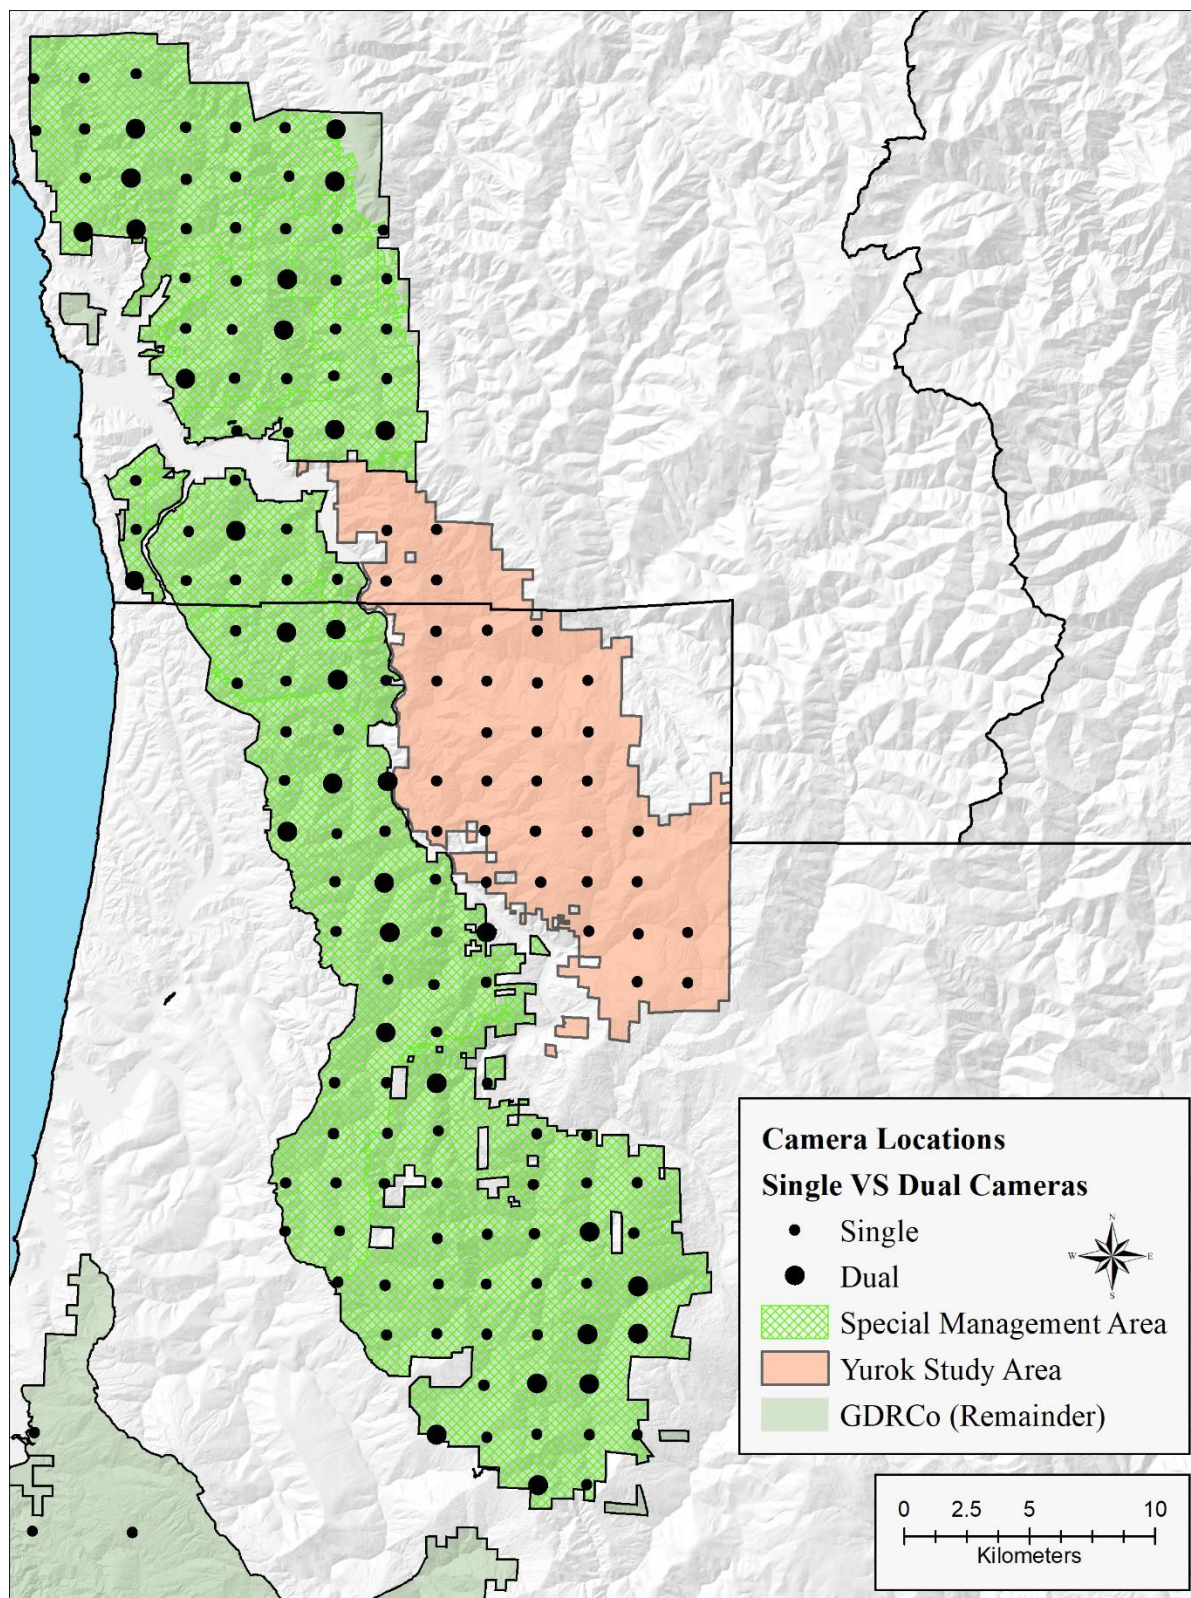 Camera Locations
Single VS Dual Cameras
Single
Dual
N
W E
S
Special Management Area
Yurok Study Area
GDRCo (Remainder)
0 2.5 5 10
Kilometers